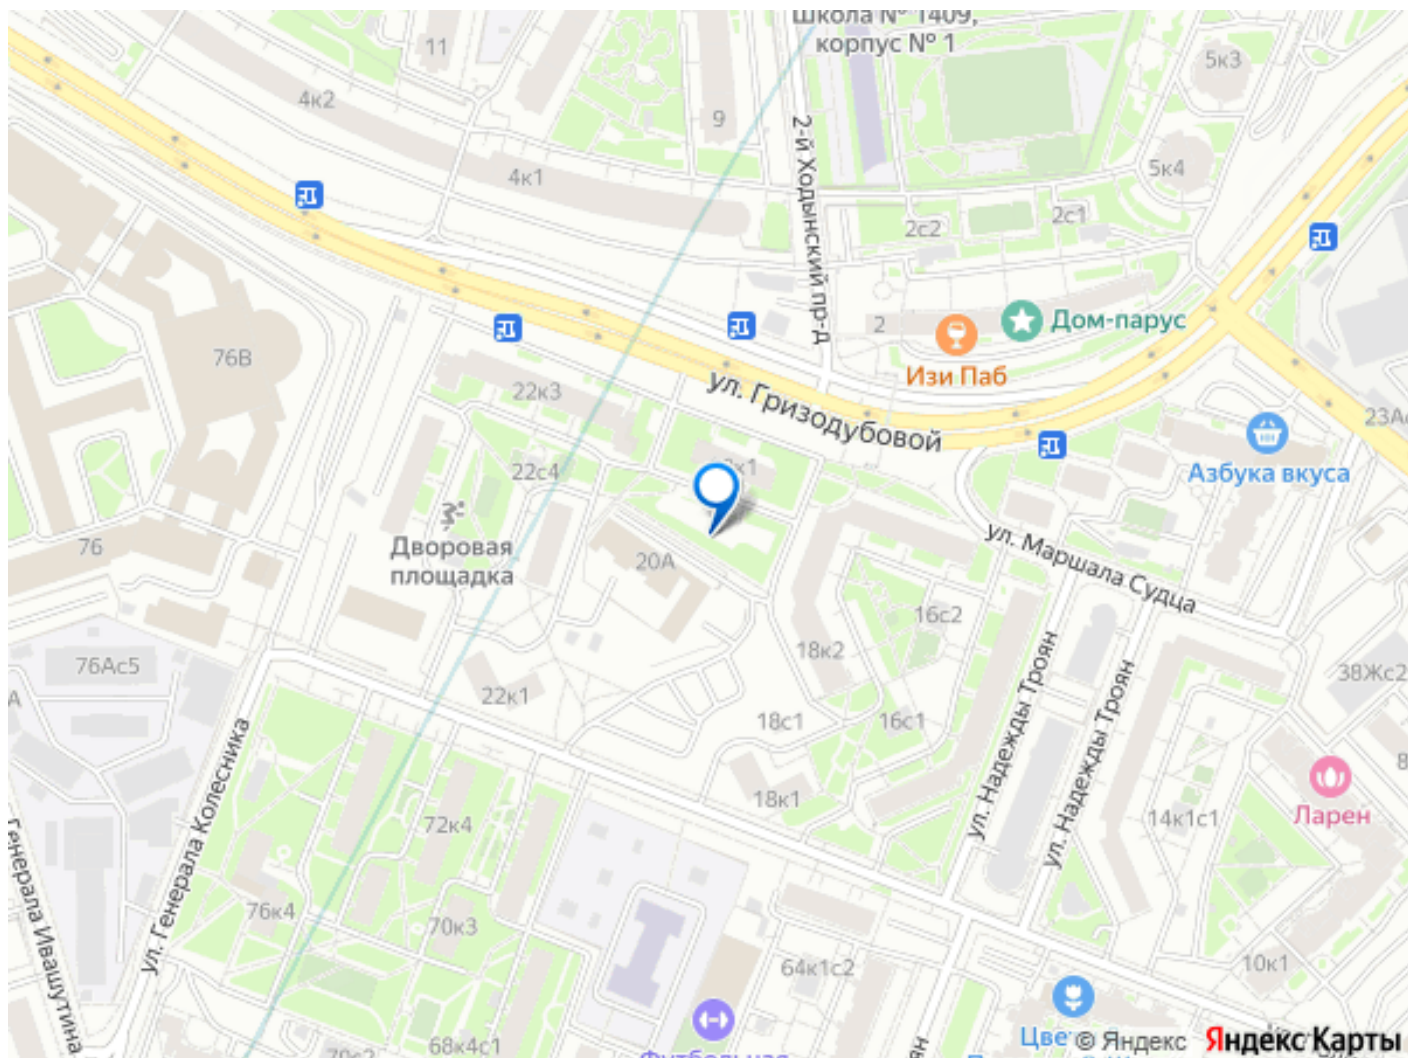 Школа № 1409,
корпус № 1
11
5к3
4к2
9
2-й Ходынский пр-д
5к4
4к1
2с1
2с2
2
Дом-парус
76В
Изи Паб
22к3
ул. Гризодубовой
23А
22с4
Азбука вкуса
ул. Маршала Судца
76
Дворовая
площадка
20А
16с2
18к2
76Ас5
38Жс2
22к1
18с1
16с1
ул. Надежды Троян
ул. Надежды Троян
ул. Генерала Колесника
18к1
14к1с1
Ларен
72к4
Генерала Ивашутина
76к4
70к3
64к1с2
10к1
68к4с1
70с2
Футбольная
Цве
© Яндекс
Яндекс Карты